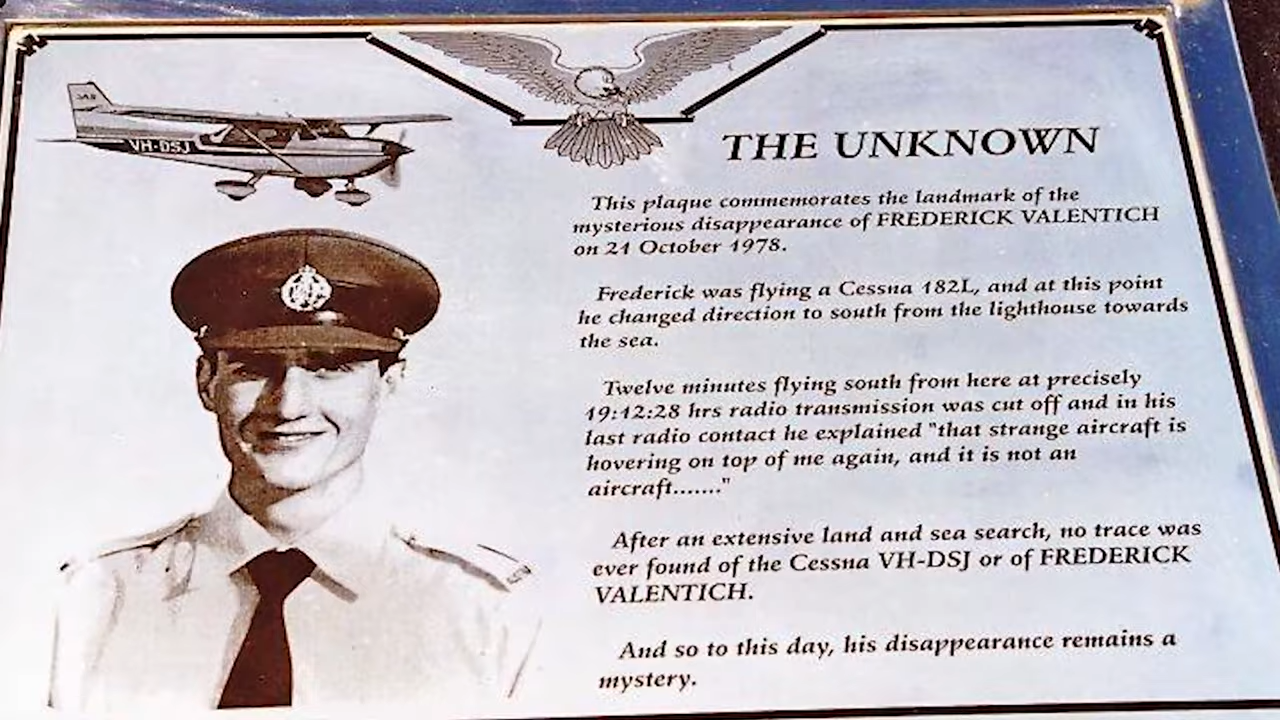 VH-DSJ
THE UNKNOWN
This plaque commemorates the landmark of the
mysterious disappearance of FREDERICK VALENTICH
on 21 October 1978.
Frederick was flying a Cessna 182L, and at this point
he changed direction to south from the lighthouse towards
the sea.
Twelve minutes flying south from here at precisely
19:12:28 hrs radio transmission was cut off and in his
last radio contact he explained "that strange aircraft is
hovering on top of me again, and it is not an
aircraft......."
After an extensive land and sea search, no trace was
ever found of the Cessna VH-DSJ or of FREDERICK
VALENTICH.
And so to this day, his disappearance remains a
mystery.